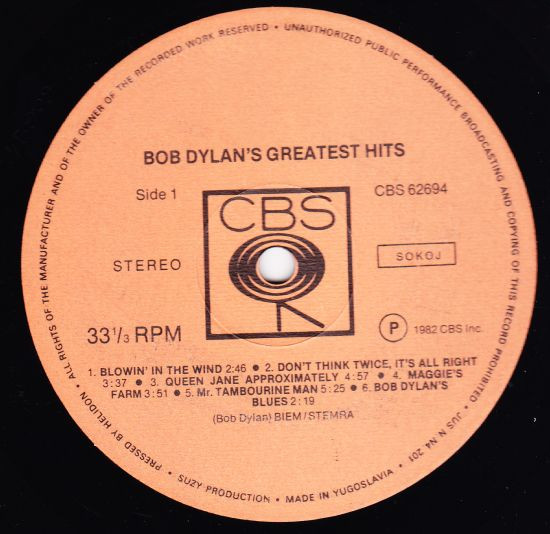 • ALL RIGHTS OF THE MANUFACTURER AND OF THE OWNER OF THE RECORDED WORK RESERVED • UNAUTHORIZED PUBLIC PERFORMANCE BROADCASTING AND COPYING OF THIS RECORD PROHIBITED • JUS N N4 201
BOB DYLAN'S GREATEST HITS
Side 1
CBS 62694
CBS
STEREO
SOKOJ
33 1/3 RPM
P 1982 CBS Inc.
1. BLOWIN' IN THE WIND 2:46 ● 2. DON'T THINK TWICE, IT'S ALL RIGHT
3:37 ● 3. QUEEN JANE APPROXIMATELY 4:57 ● 4. MAGGIE'S
FARM 3:51 ● 5. Mr. TAMBOURINE MAN 5:25 ● 6. BOB DYLAN'S
BLUES 2:19
(Bob Dylan) BIEM/STEMRA
PRESSED BY HELIDON • SUZY PRODUCTION • MADE IN YUGOSLAVIA •